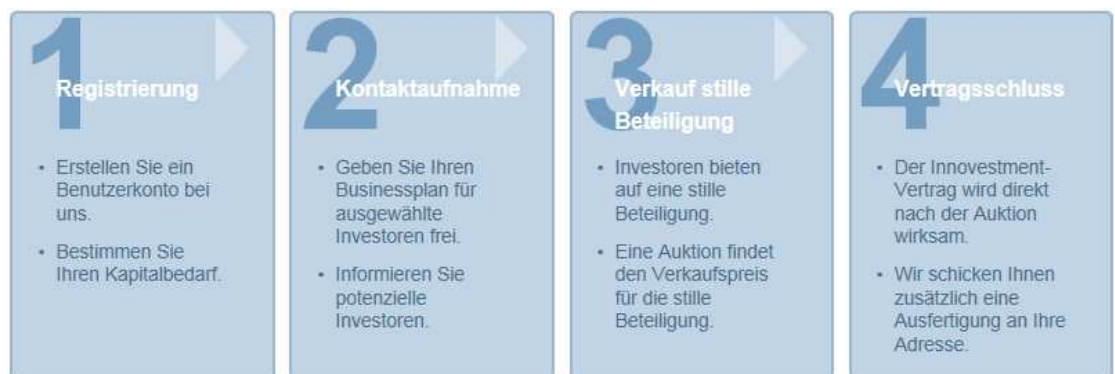 1
Registrierung
• Erstellen Sie ein
Benutzerkonto bei
uns.
• Bestimmen Sie
Ihren Kapitalbedarf.
2
Kontaktaufnahme
• Geben Sie Ihren
Businessplan für
ausgewählte
Investoren frei.
• Informieren Sie
potenzielle
Investoren.
3
Verkauf stille
Beteiligung
• Investoren bieten
auf eine stille
Beteiligung.
• Eine Auktion findet
den Verkaufspreis
für die stille
Beteiligung.
4
Vertragsschluss
• Der Innovestment-
Vertrag wird direkt
nach der Auktion
wirksam.
• Wir schicken Ihnen
zusätzlich eine
Ausfertigung an Ihre
Adresse.